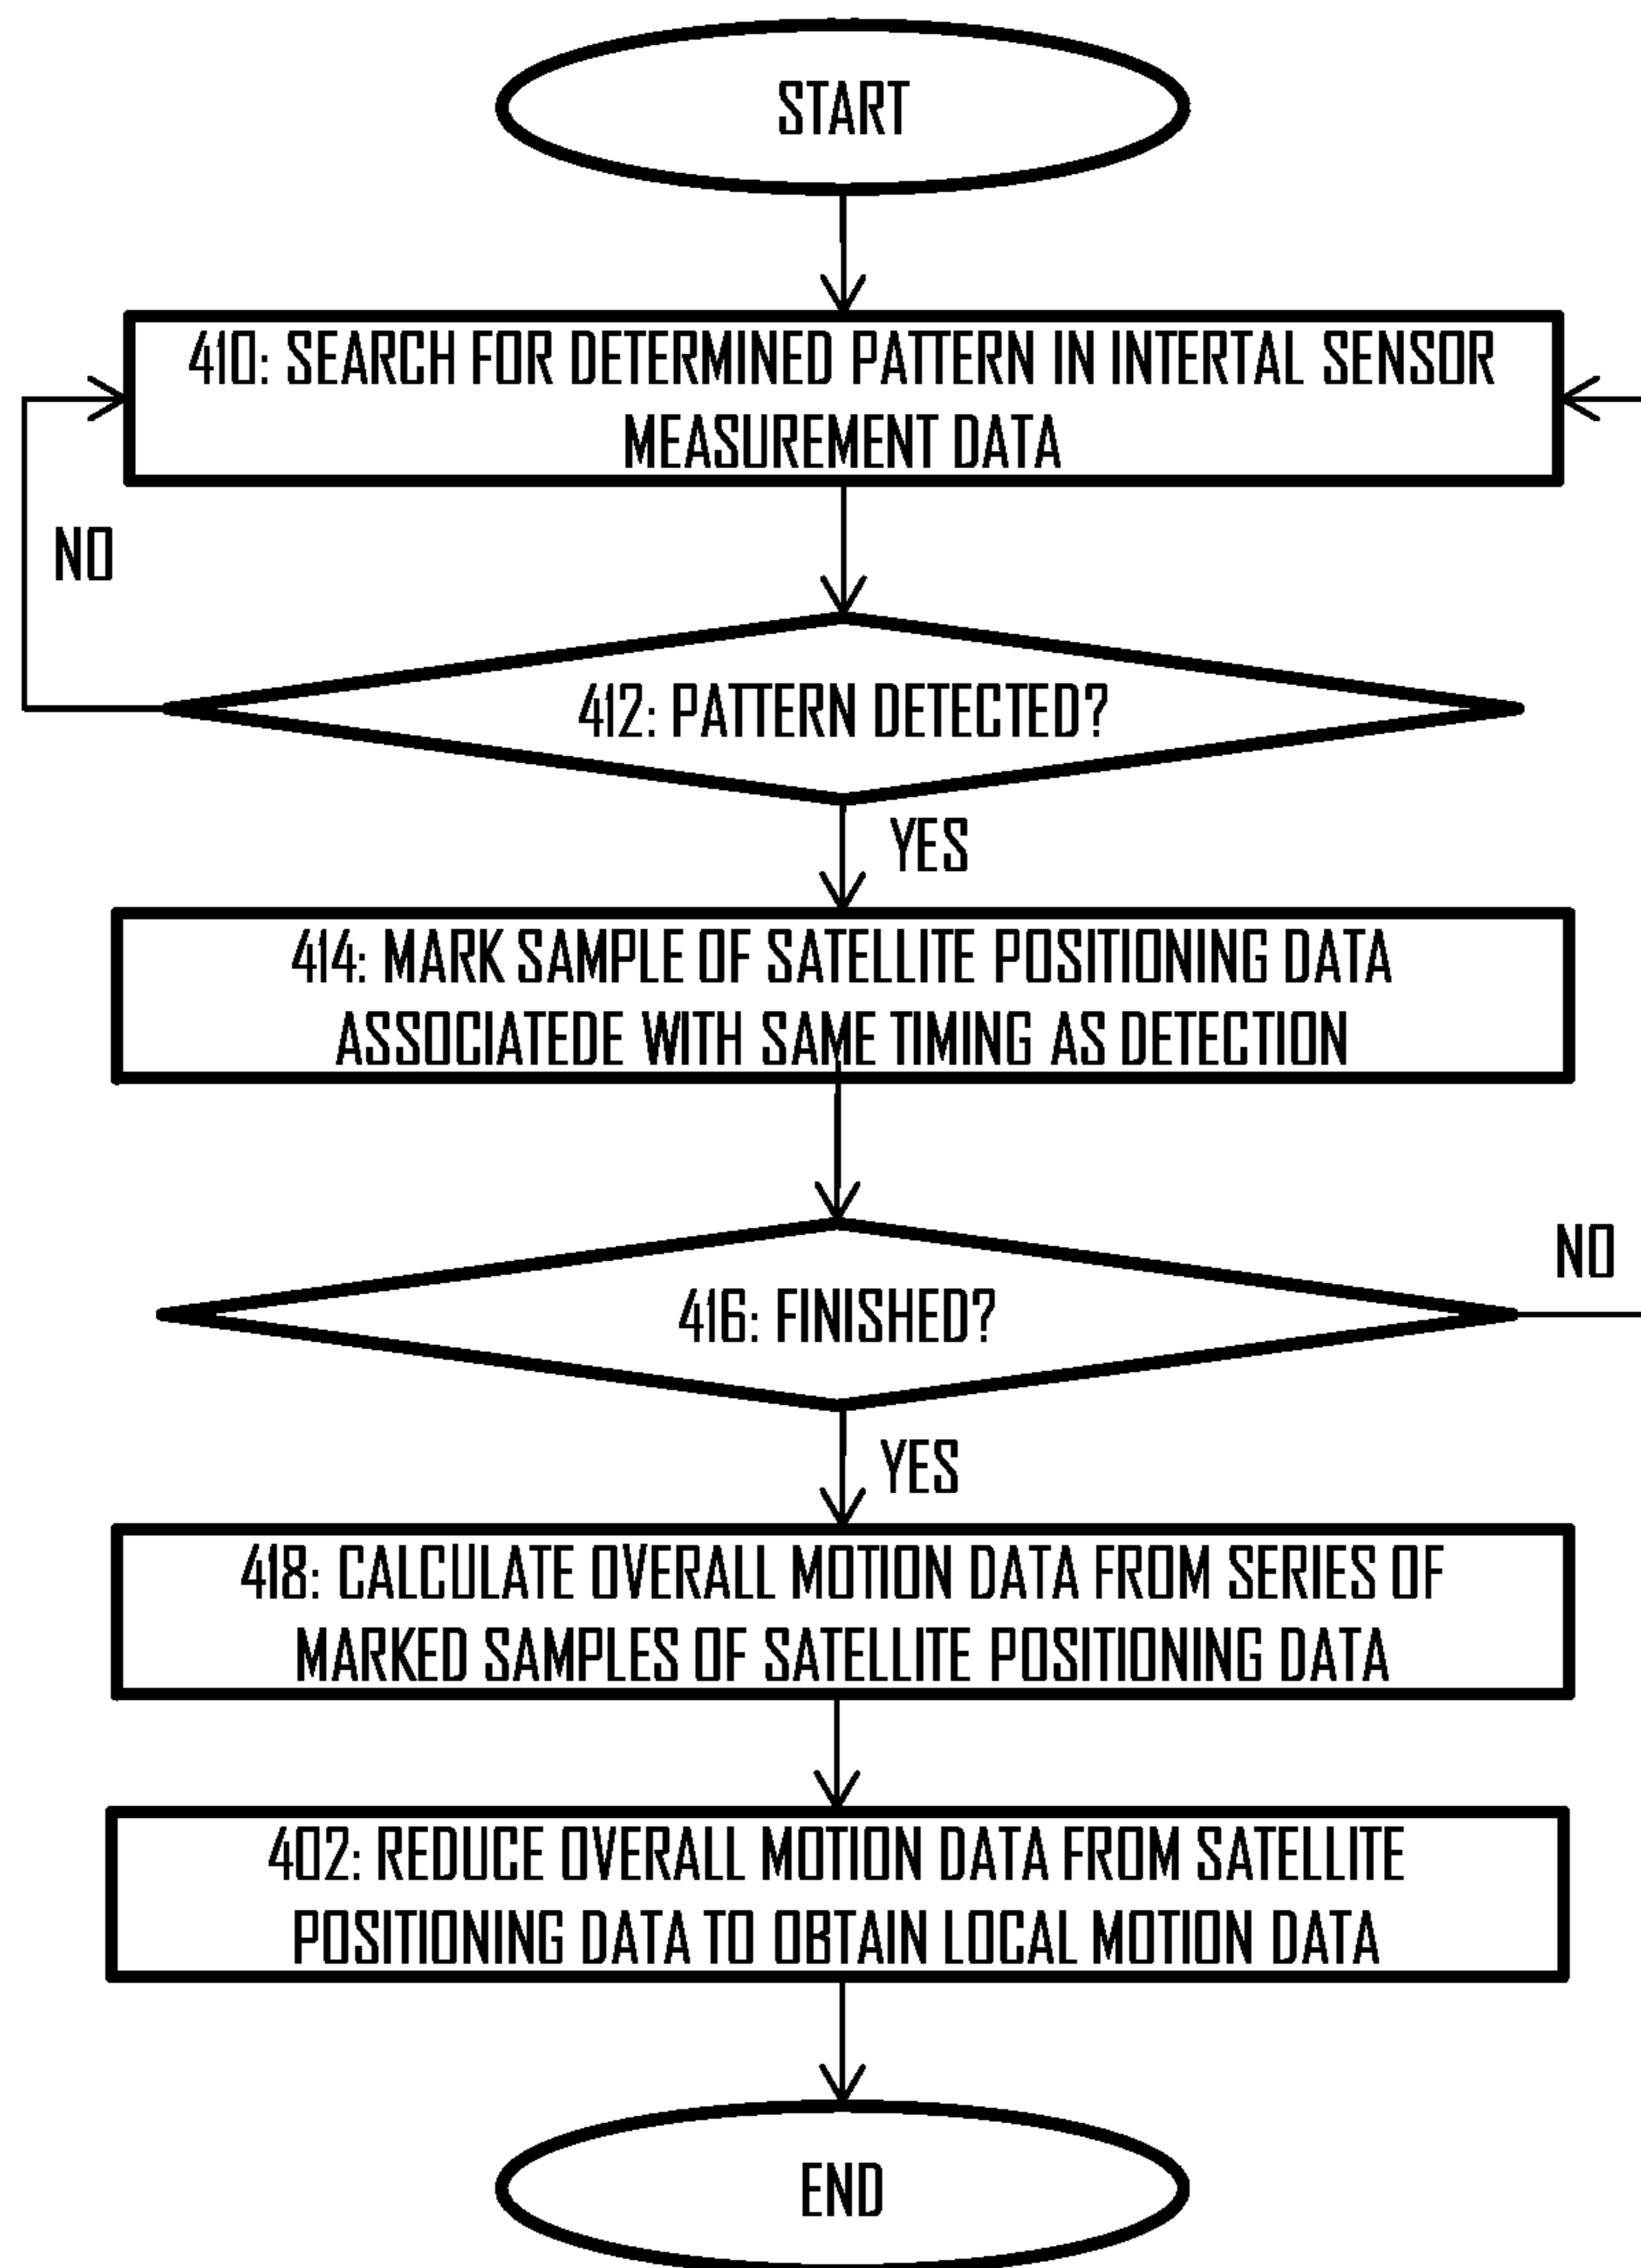 START
410: SEARCH FOR DETERMINED PATTERN IN INTERTAL SENSOR
MEASUREMENT DATA
NO
412: PATTERN DETECTED?
YES
414: MARK SAMPLE OF SATELLITE POSITIONING DATA
ASSOCIATEDE WITH SAME TIMING AS DETECTION
NO
416: FINISHED?
YES
418: CALCULATE OVERALL MOTION DATA FROM SERIES OF
MARKED SAMPLES OF SATELLITE POSITIONING DATA
402: REDUCE OVERALL MOTION DATA FROM SATELLITE
POSITIONING DATA TO OBTAIN LOCAL MOTION DATA
END